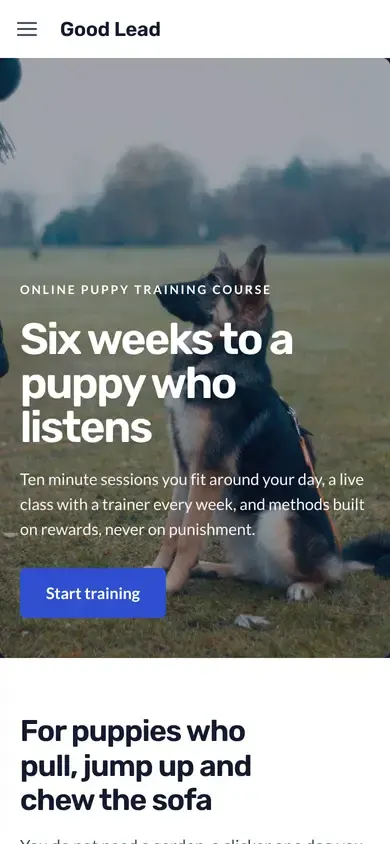 Good Lead
ONLINE PUPPY TRAINING COURSE
Six weeks to a
puppy who
listens
Ten minute sessions you fit around your day, a live
class with a trainer every week, and methods built
on rewards, never on punishment.
Start training
For puppies who
pull, jump up and
chew the sofa